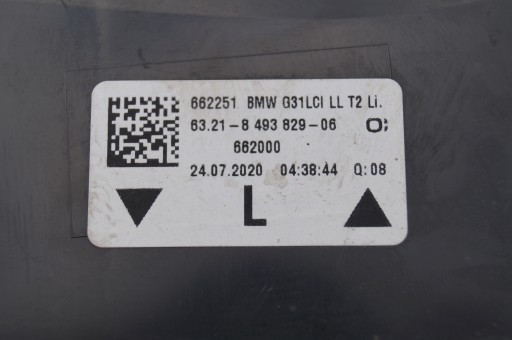 662251 BMW G31LCI LL T2 Li.
63.21-8 493 829-06 O;
662000
24.07.2020 04:38:44 Q:08
L